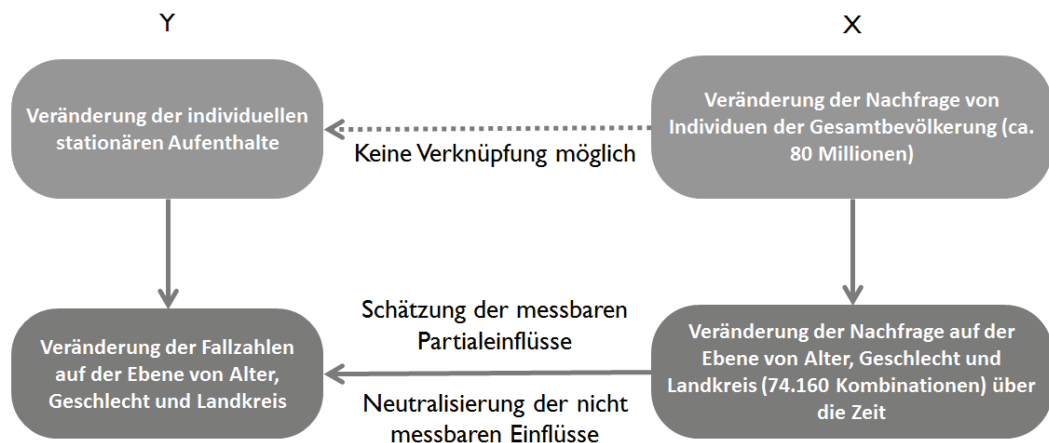 Y
X
Veränderung der individuellen
stationären Aufenthalte
Veränderung der Nachfrage von
Individuen der Gesamtbevölkerung (ca.
80 Millionen)
Keine Verknüpfung möglich
Schätzung der messbaren
Partialeinflüsse
Veränderung der Fallzahlen
auf der Ebene von Alter,
Geschlecht und Landkreis
Veränderung der Nachfrage auf der
Ebene von Alter, Geschlecht und
Landkreis (74.160 Kombinationen) über
die Zeit
Neutralisierung der nicht
messbaren Einflüsse